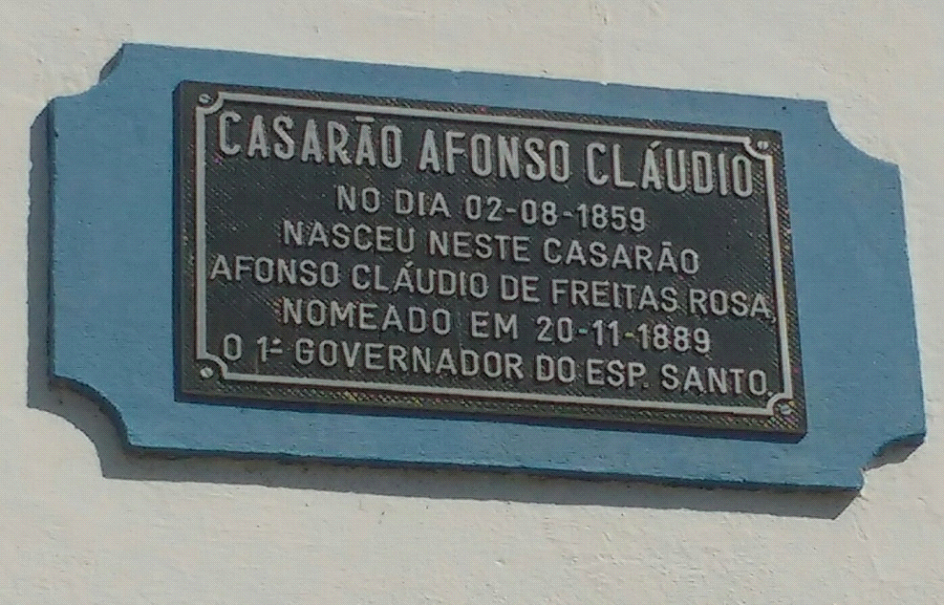 CASARÃO AFONSO CLÁUDIO
NO DIA 02-08-1859
NASCEU NESTE CASARÃO
AFONSO CLÁUDIO DE FREITAS ROSA,
NOMEADO EM 20-11-1889
O 1º GOVERNADOR DO ESP. SANTO.